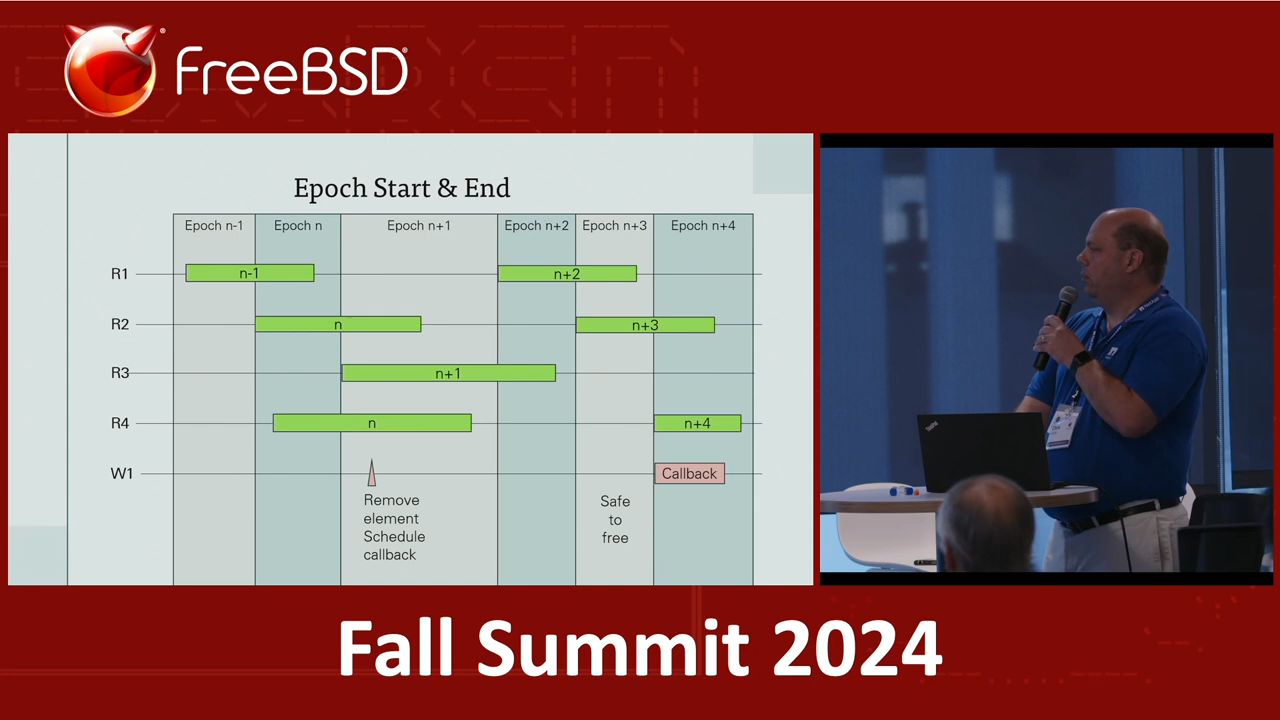 FreeBSD®
Epoch Start & End
Epoch n-1 Epoch n Epoch n+1 Epoch n+2 Epoch n+3 Epoch n+4
R1 n-1 n+2
R2 n n+3
R3 n+1
R4 n n+4
W1 Callback
Remove
element
Schedule
callback
Safe
to
free
ThinkPad
Fall Summit 2024